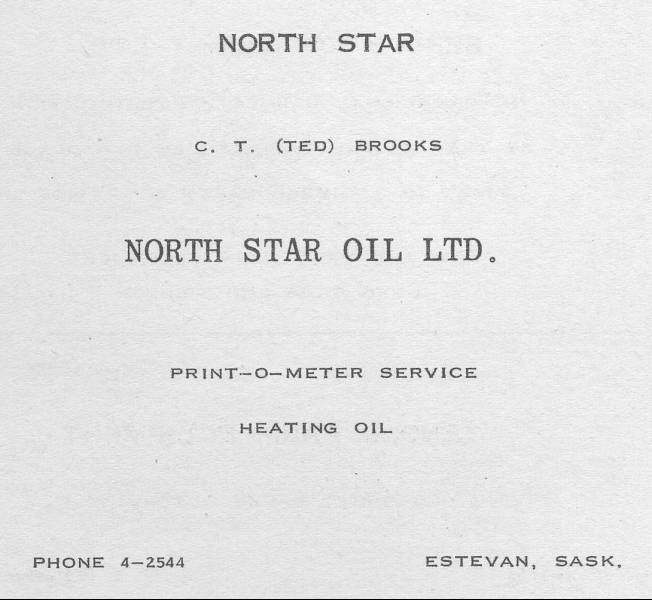 NORTH STAR
C. T. (TED) BROOKS
NORTH STAR OIL LTD.
PRINT-O-METER SERVICE
HEATING OIL
PHONE 4-2544 ESTEVAN, SASK.